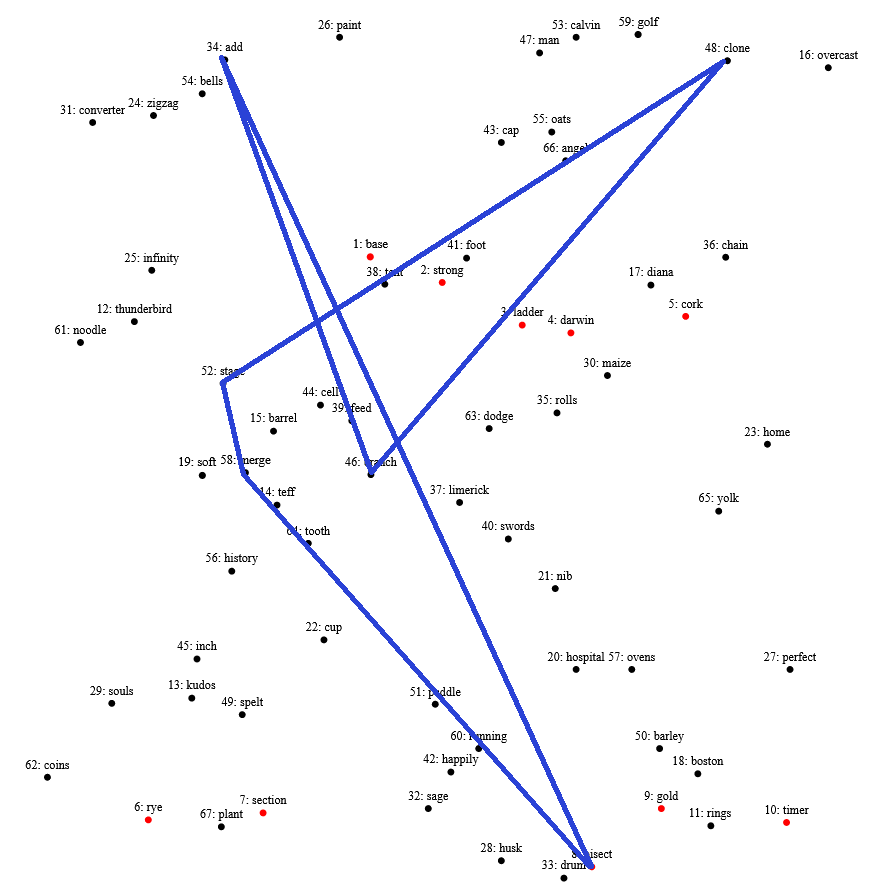 26: paint
53: calvin
59: golf
34: add
47: man
48: clone
16: overcast
54: bells
31: converter
24: zigzag
55: oats
43: cap
66: angel
1: base
41: foot
36: chain
25: infinity
38: tent
2: strong
17: diana
12: thunderbird
3: ladder
4: darwin
5: cork
61: noodle
52: stage
30: maize
44: cell
39: feed
35: rolls
15: barrel
63: dodge
23: home
19: soft
58: merge
46: branch
14: teff
37: limerick
65: yolk
64: tooth
40: swords
56: history
21: nib
22: cup
45: inch
20: hospital
57: ovens
27: perfect
29: souls
13: kudos
49: spelt
51: puddle
60: running
50: barley
62: coins
42: happily
18: boston
6: rye
7: section
67: plant
32: sage
9: gold
11: rings
10: timer
28: husk
8: bisect
33: drum